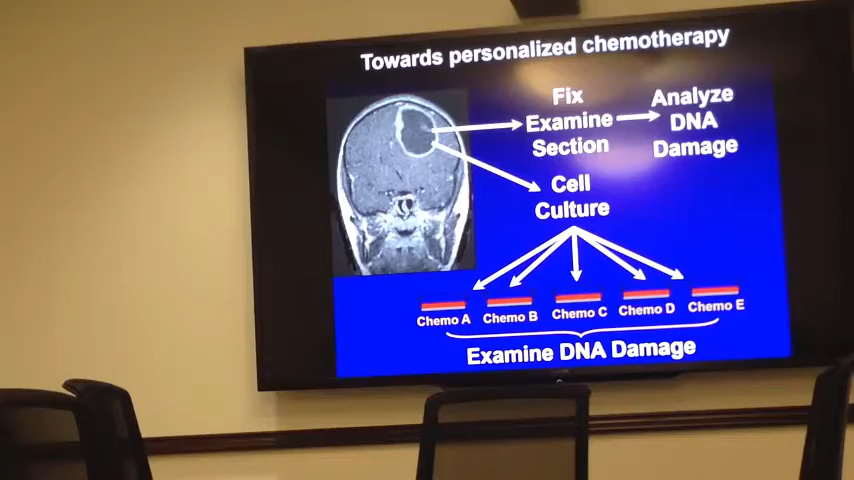 Towards personalized chemotherapy
Fix
Examine
Section
Analyze
DNA
Damage
Cell
Culture
Chemo A
Chemo B
Chemo C
Chemo D
Chemo E
Examine DNA Damage